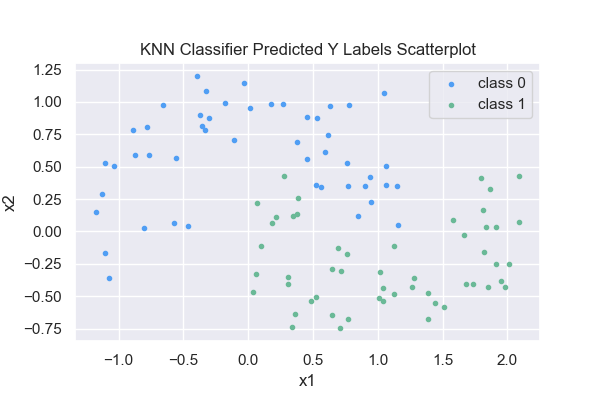 KNN Classifier Predicted Y Labels Scatterplot
class 0
class 1
1.25
1.00
0.75
0.50
0.25
0.00
−0.25
−0.50
−0.75
x2
−1.0 −0.5 0.0 0.5 1.0 1.5 2.0
x1